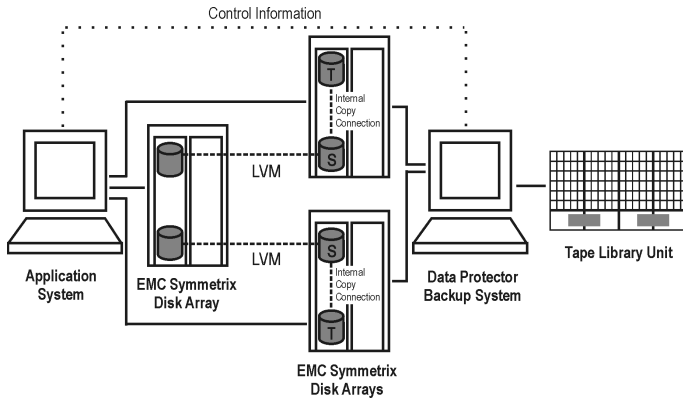 Control Information
T
Internal
Copy
Connection
S
LVM
S
LVM
Internal
Copy
Connection
T
Application
System
EMC Symmetrix
Disk Array
EMC Symmetrix
Disk Arrays
Data Protector
Backup System
Tape Library Unit